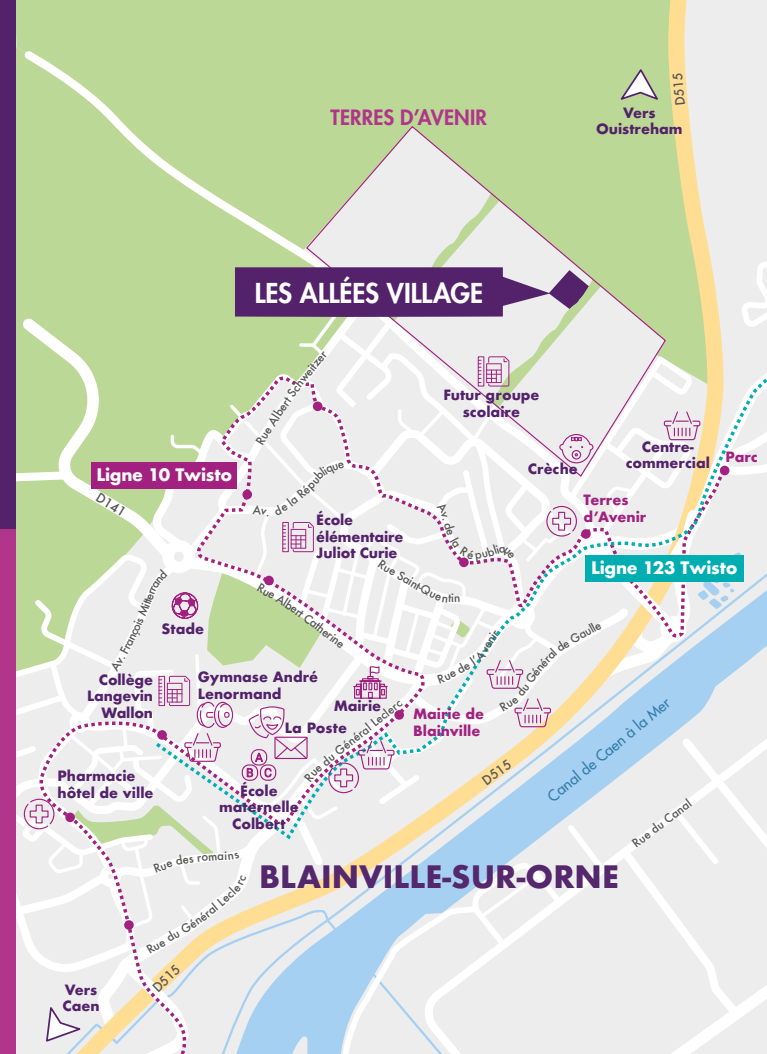 D515
Vers
Ouistreham
TERRES D'AVENIR
LES ALLÉES VILLAGE
Rue Albert Schweitzer
Futur groupe
scolaire
Centre-
commercial
Crèche
Parc
Ligne 10 Twisto
Av. de la République
D141
Terres
d'Avenir
Av. de la République
École
élémentaire
Juliot Curie
Ligne 123 Twisto
Rue Saint-Quentin
Rue Albert Catherine
Av. François Mitterrand
Stade
Rue de l'Avenir
Rue du Général de Gaulle
Collège
Langevin
Wallon
Gymnase André
Lenormand
Mairie
Mairie de
Blainville
La Poste
Rue du Général Leclerc
A
B C
École
maternelle
Colbert
D515
Canal de Caen à la Mer
Pharmacie
hôtel de ville
Rue du Canal
Rue des romains
BLAINVILLE-SUR-ORNE
Rue du Général Leclerc
D515
Vers
Caen